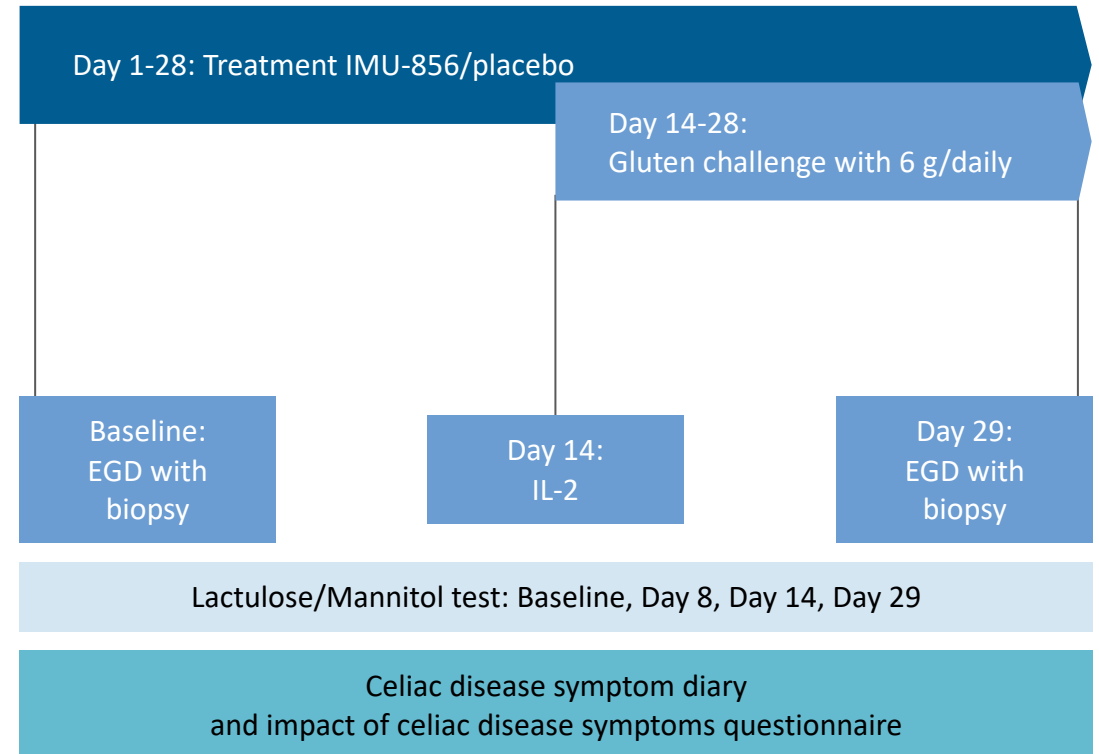 Day 1-28: Treatment IMU-856/placebo
Day 14-28:
Gluten challenge with 6 g/daily
Baseline:
EGD with
biopsy
Day 14:
IL-2
Day 29:
EGD with
biopsy
Lactulose/Mannitol test: Baseline, Day 8, Day 14, Day 29
Celiac disease symptom diary
and impact of celiac disease symptoms questionnaire